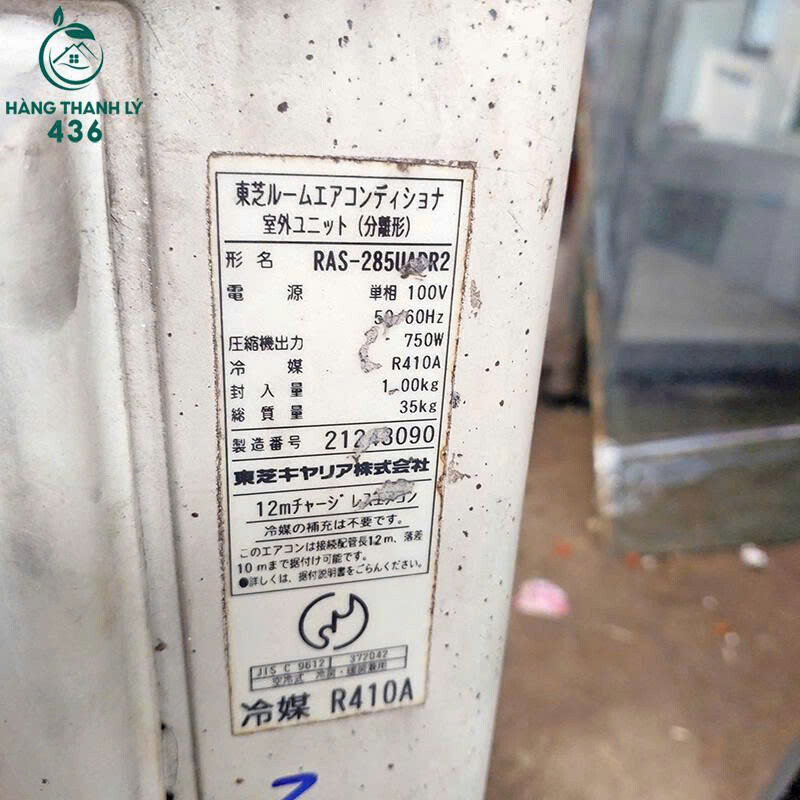 HÀNG THANH LÝ
436
東芝ルームエアコンディショナ
室外ユニット (分離形)
形名 RAS-285UADR2
電源 単相 100V
50/60Hz
圧縮機出力 750W
冷媒 R410A
封入量 1.00kg
総質量 35kg
製造番号 21243090
東芝キヤリア株式会社
12mチャージレスエアコン
冷媒の補充は不要です。
このエアコンは接続配管長12m、落差
10mまで据付け可能です。
●詳しくは、据付説明書をごらんください。
JIS C 9612 372042
空冷式 冷房・暖房兼用
冷媒 R410A